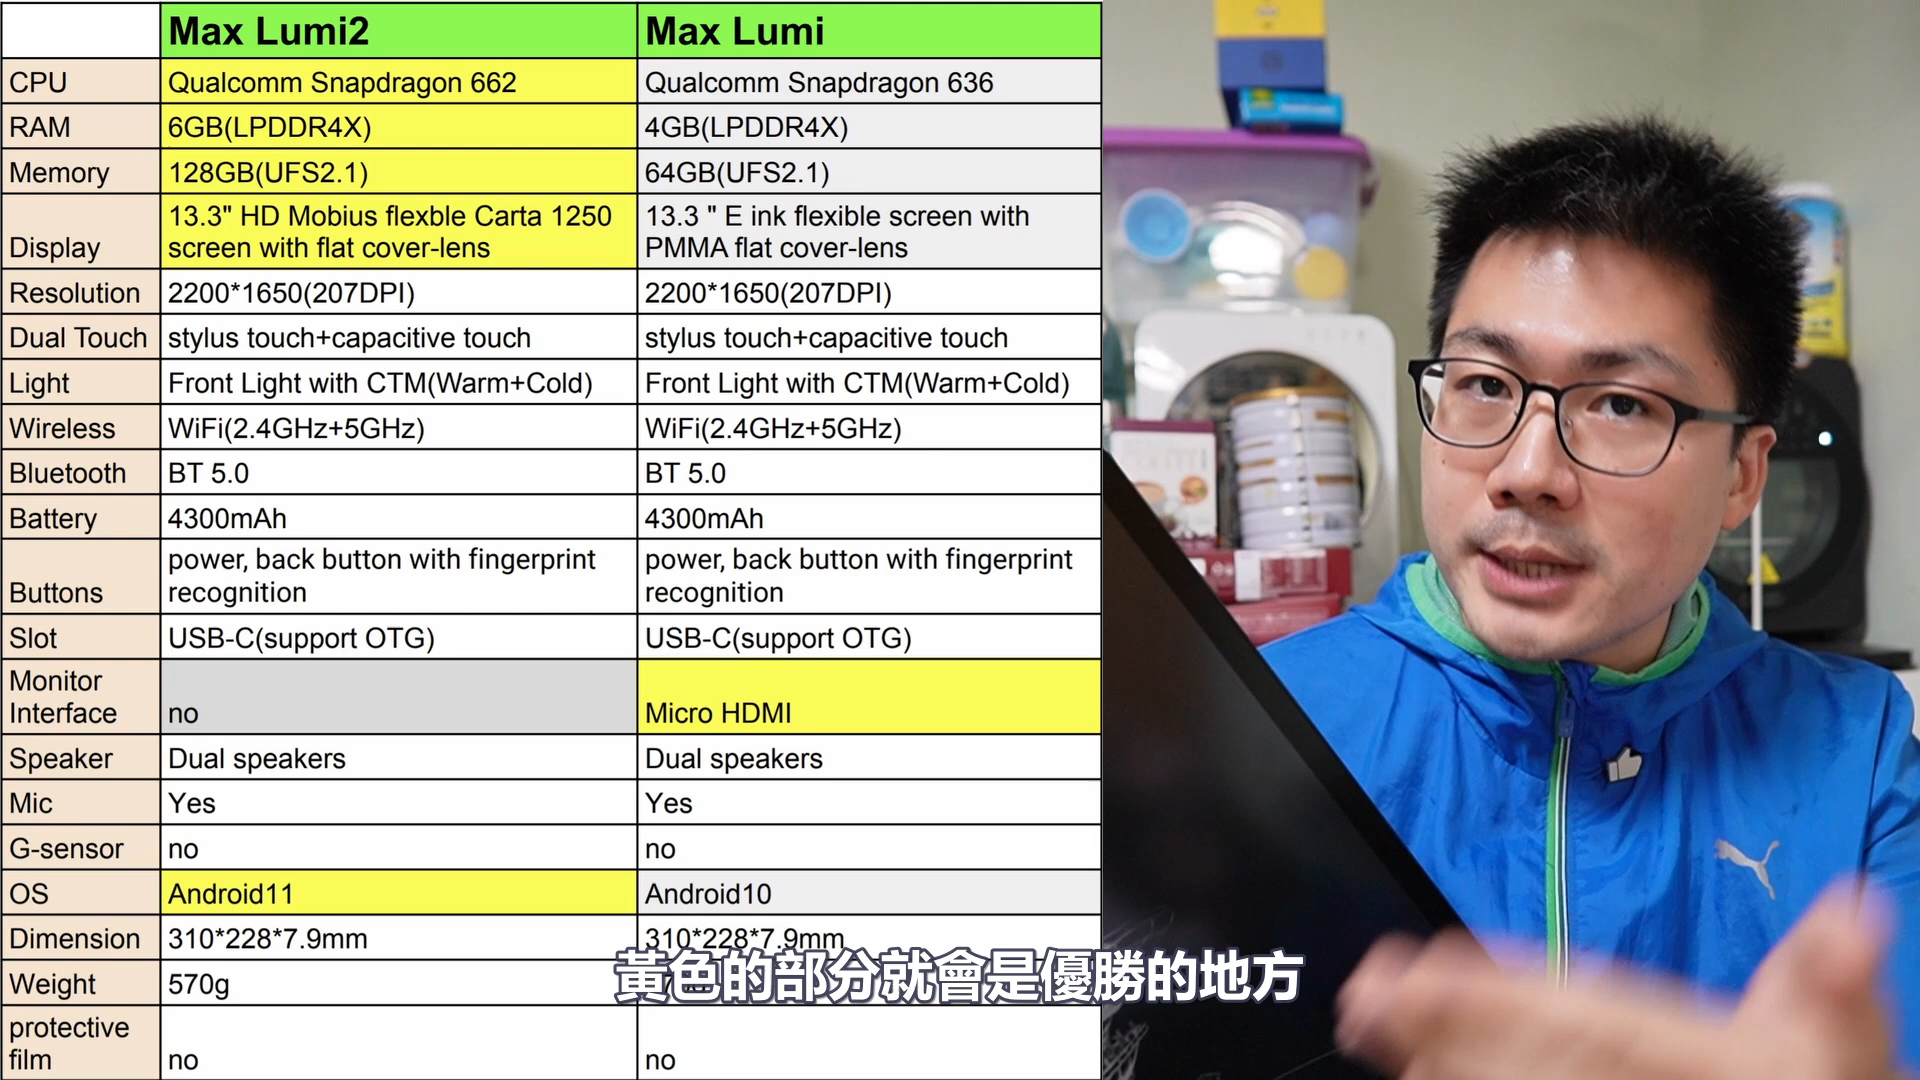 Max Lumi2 Max Lumi
CPU Qualcomm Snapdragon 662 Qualcomm Snapdragon 636
RAM 6GB(LPDDR4X) 4GB(LPDDR4X)
Memory 128GB(UFS2.1) 64GB(UFS2.1)
Display 13.3" HD Mobius flexble Carta 1250 screen with flat cover-lens 13.3 " E ink flexible screen with PMMA flat cover-lens
Resolution 2200*1650(207DPI) 2200*1650(207DPI)
Dual Touch stylus touch+capacitive touch stylus touch+capacitive touch
Light Front Light with CTM(Warm+Cold) Front Light with CTM(Warm+Cold)
Wireless WiFi(2.4GHz+5GHz) WiFi(2.4GHz+5GHz)
Bluetooth BT 5.0 BT 5.0
Battery 4300mAh 4300mAh
Buttons power, back button with fingerprint recognition power, back button with fingerprint recognition
Slot USB-C(support OTG) USB-C(support OTG)
Monitor Interface no Micro HDMI
Speaker Dual speakers Dual speakers
Mic Yes Yes
G-sensor no no
OS Android11 Android10
Dimension 310*228*7.9mm 310*228*7.9mm
Weight 570g
protective film no no
黃色的部分就會是優勝的地方